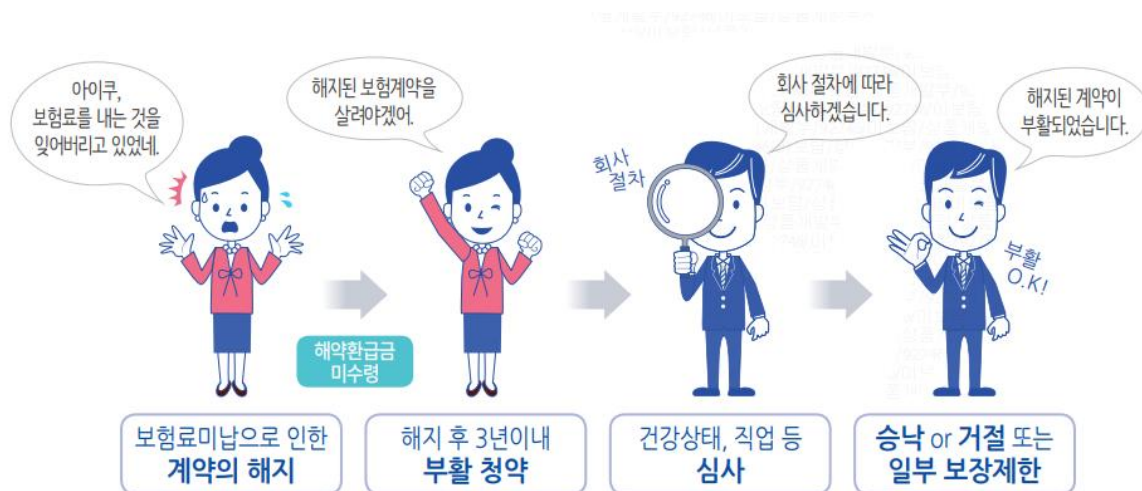 아이쿠,
보험료를 내는 것을
잊어버리고 있었네.
해지된 보험계약을
살려야겠어.
회사 절차에 따라
심사하겠습니다.
해지된 계약이
부활되었습니다.
회사
절차
부활
O.K!
해약환급금
미수령
보험료미납으로 인한
계약의 해지
해지 후 3년이내
부활 청약
건강상태, 직업 등
심사
승낙 or 거절 또는
일부 보장제한